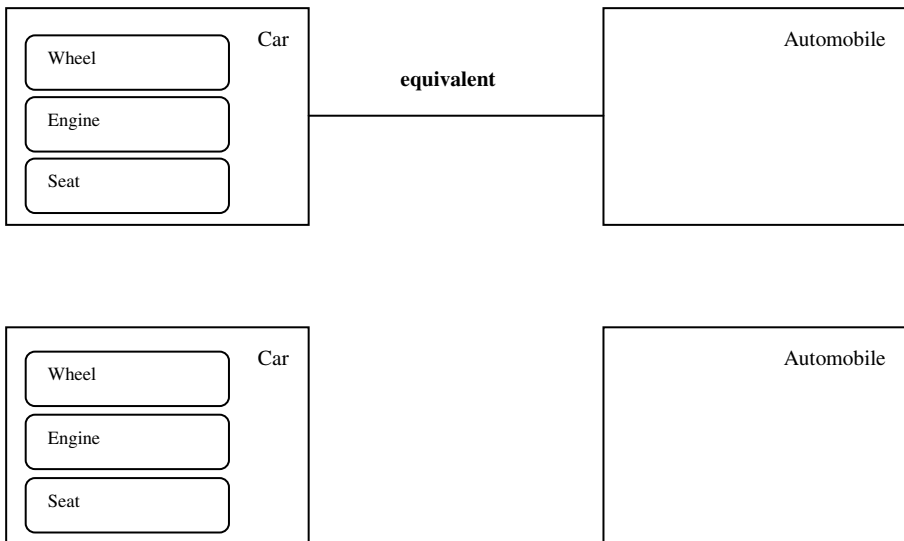 Car
Automobile
Wheel
equivalent
Engine
Seat
Car
Automobile
Wheel
Engine
Seat